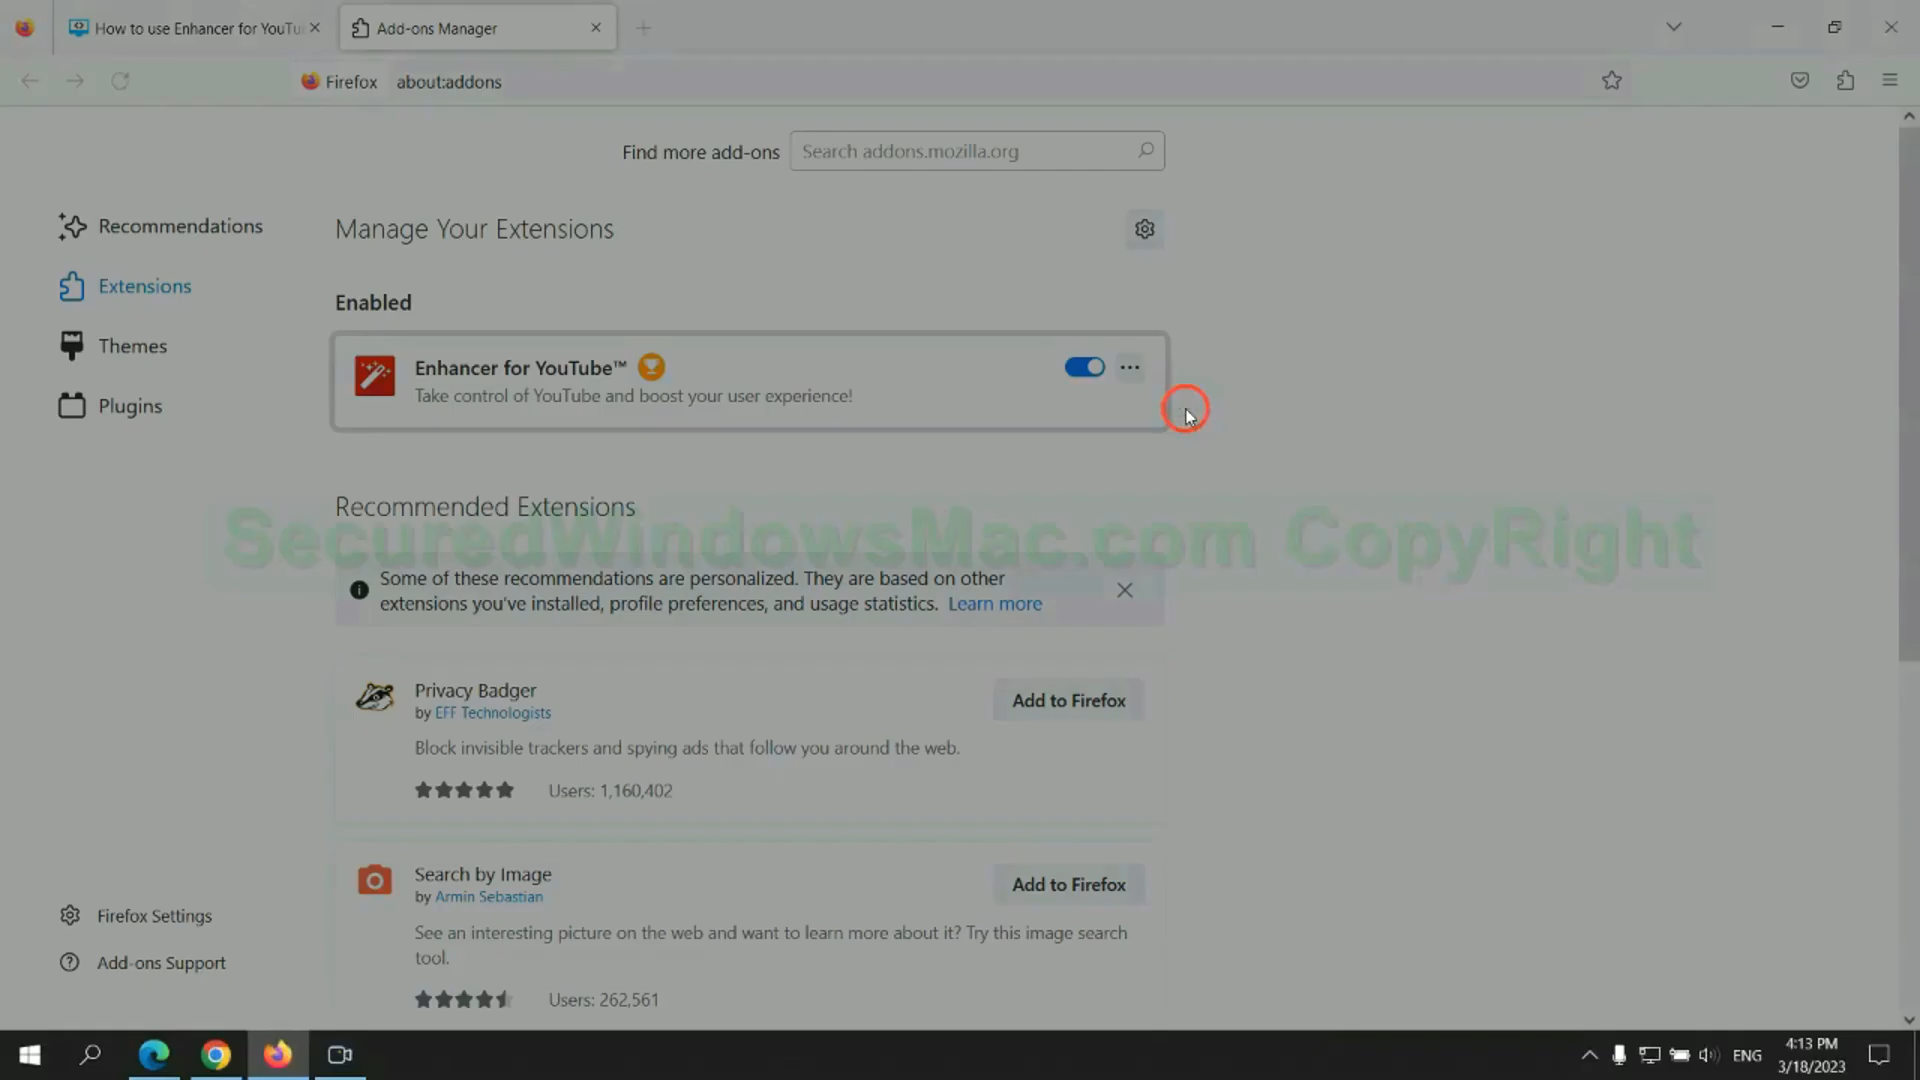 How to use Enhancer for YouTu
Add-ons Manager
Firefox
about:addons
Find more add-ons
Search addons.mozilla.org
Recommendations
Extensions
Themes
Plugins
Manage Your Extensions
Enabled
Enhancer for YouTube™
Take control of YouTube and boost your user experience!
Recommended Extensions
SecuredWindowsMac.com CopyRight
Some of these recommendations are personalized. They are based on other
extensions you've installed, profile preferences, and usage statistics. Learn more
Privacy Badger
by EFF Technologists
Add to Firefox
Block invisible trackers and spying ads that follow you around the web.
Users: 1,160,402
Search by Image
by Armin Sebastian
Add to Firefox
See an interesting picture on the web and want to learn more about it? Try this image search
tool.
Users: 262,561
Firefox Settings
Add-ons Support
ENG
4:13 PM
3/18/2023